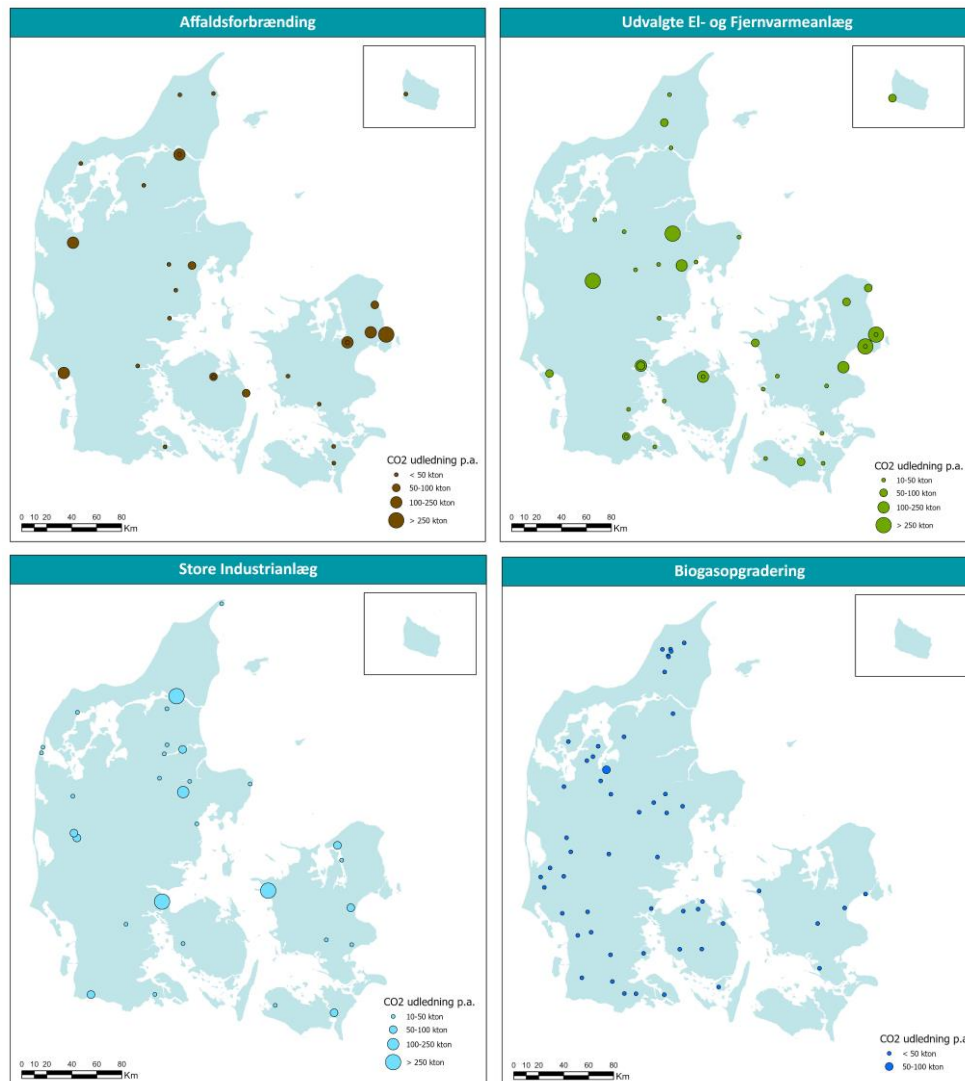 Affaldsforbrænding
CO2 udledning p.a.
< 50 kton
50-100 kton
100-250 kton
> 250 kton
0 10 20 40 60 80
Km
Udvalgte El- og Fjernvarmeanlæg
CO2 udledning p.a.
10-50 kton
50-100 kton
100-250 kton
> 250 kton
0 10 20 40 60 80
Km
Store Industrianlæg
CO2 udledning p.a.
10-50 kton
50-100 kton
100-250 kton
> 250 kton
0 10 20 40 60 80
Km
Biogasopgradering
CO2 udledning p.a
< 50 kton
50-100 kton
0 10 20 40 60 80
Km